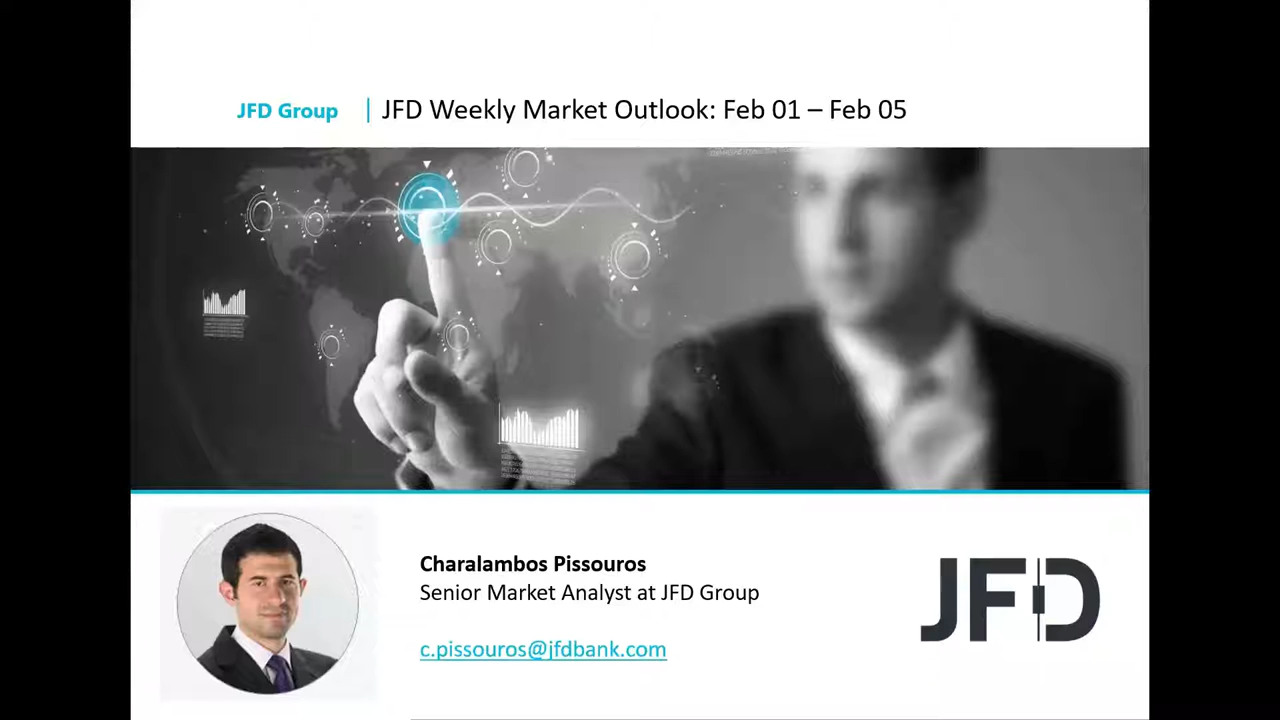 JFD Group | JFD Weekly Market Outlook: Feb 01 – Feb 05
Charalambos Pissouros
Senior Market Analyst at JFD Group
c.pissouros@jfdbank.com
JFD